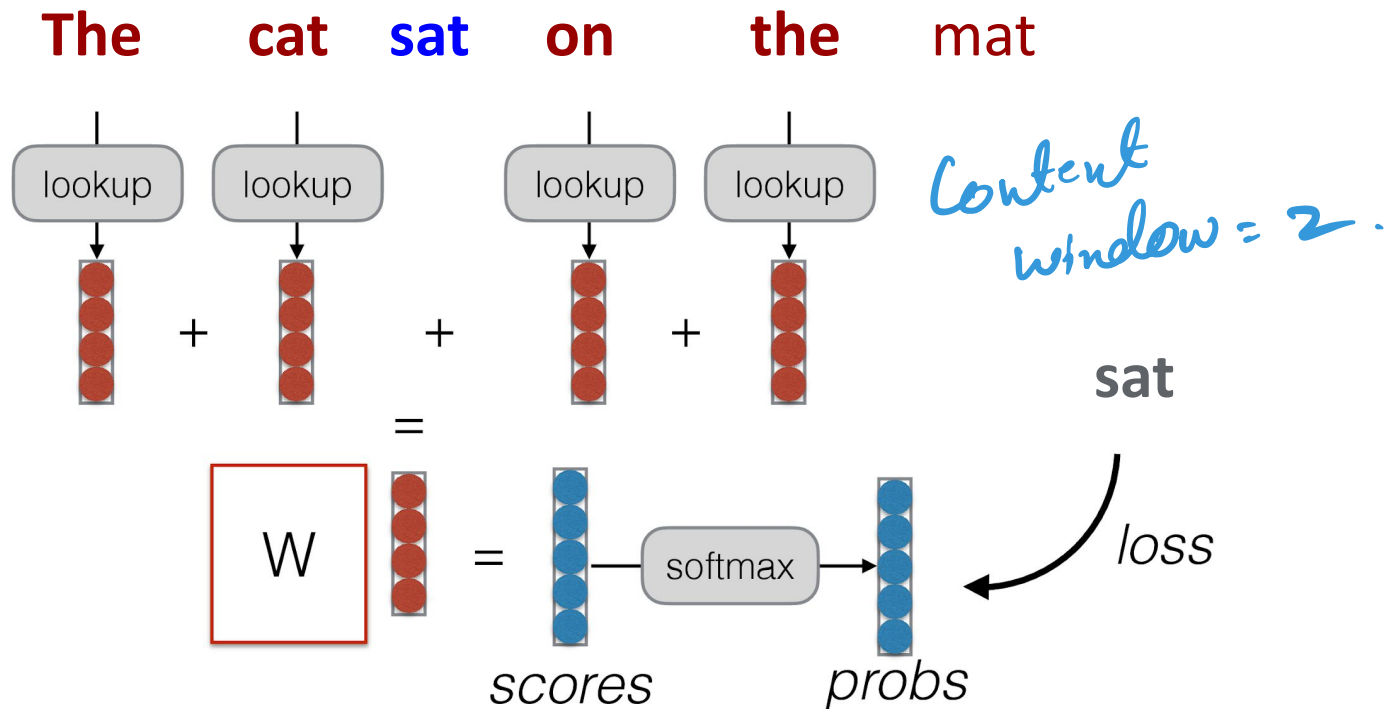 The cat sat on the mat
lookup lookup lookup lookup
Content
window = 2.
+ + + +
sat
=
W = softmax
loss
scores probs